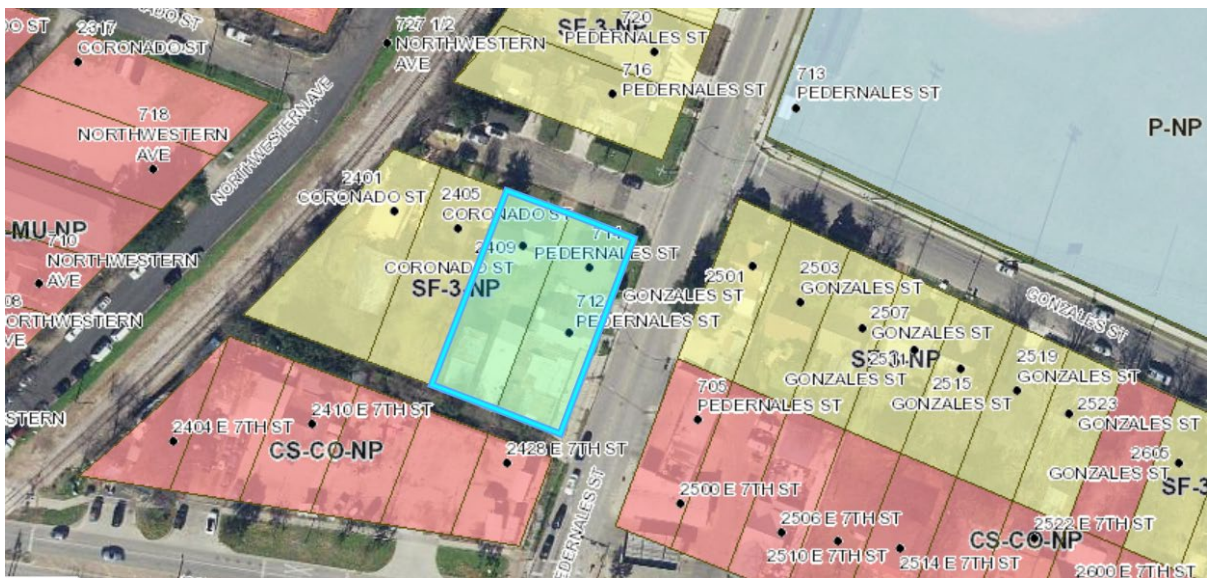 2317
CORONADO ST
727 1/2
NORTHWESTERN
AVE
SF-3-NP
720
PEDERNALES ST
716
PEDERNALES ST
713
PEDERNALES ST
P-NP
718
NORTHWESTERN
AVE
NORTHWESTERN AVE
-MU-NP
710
NORTHWESTERN
AVE
2401
CORONADO ST
2405
CORONADO ST
2409
CORONADO ST
SF-3-NP
PEDERNALES ST
712
PEDERNALES ST
2501
GONZALES ST
2503
GONZALES ST
2507
GONZALES ST
GONZALES ST
2511
GONZALES ST
2515
GONZALES ST
2519
GONZALES ST
2523
GONZALES ST
2605
GONZALES ST
SF-3
705
PEDERNALES ST
2404 E 7TH ST
2410 E 7TH ST
CS-CO-NP
2428 E 7TH ST
2500 E 7TH ST
2506 E 7TH ST
2510 E 7TH ST
2514 E 7TH ST
2522 E 7TH ST
CS-CO-NP
2600 E 7TH ST
EDERNALES ST